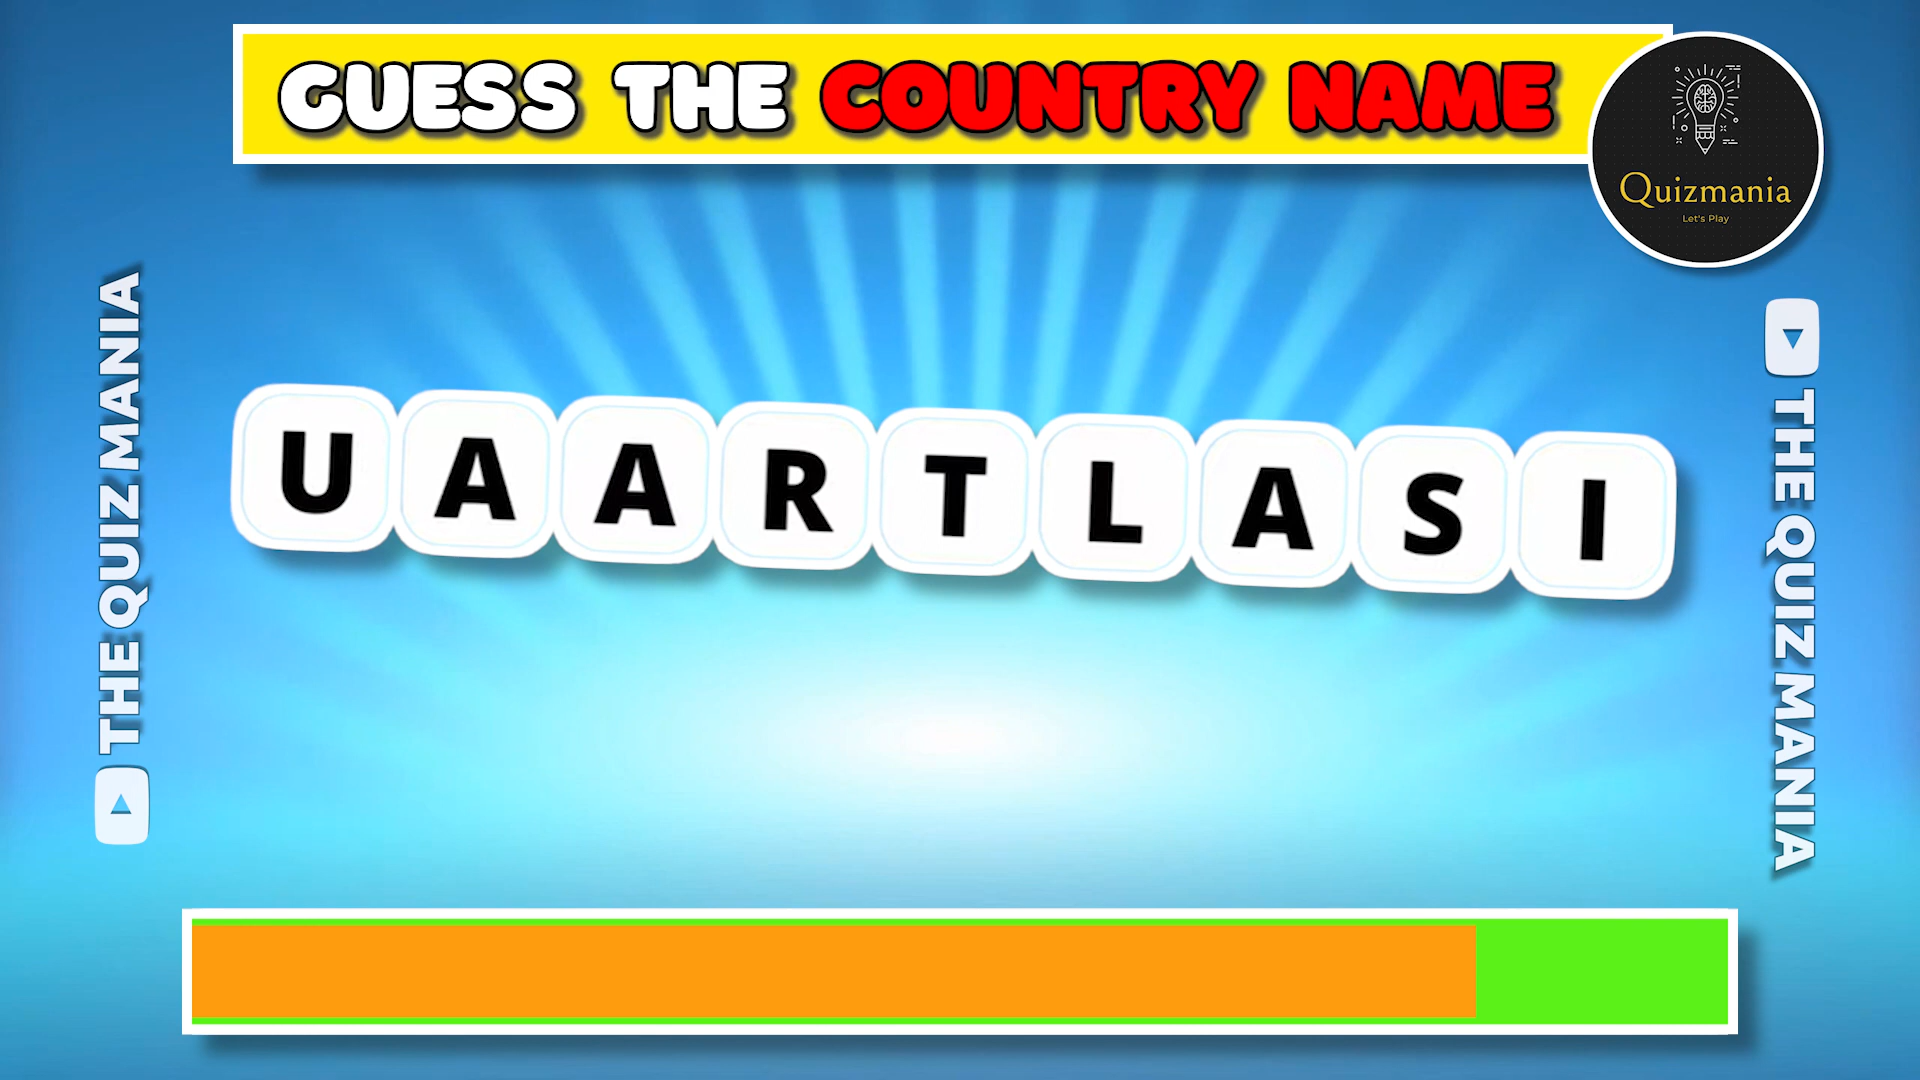 GUESS THE COUNTRY NAME
Quizmania
Let's Play
THE QUIZ MANIA
U A A R T L A S I
THE QUIZ MANIA